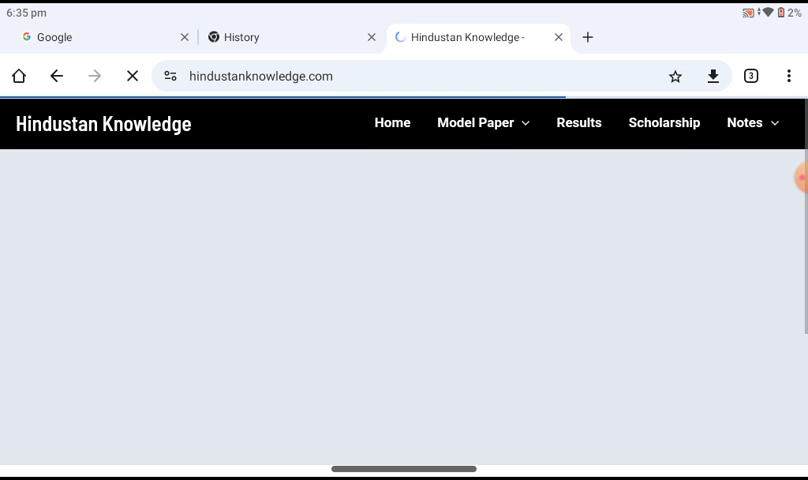 6:35 pm 2%
Google History Hindustan Knowledge -
hindustanknowledge.com 3
Hindustan Knowledge Home Model Paper Results Scholarship Notes